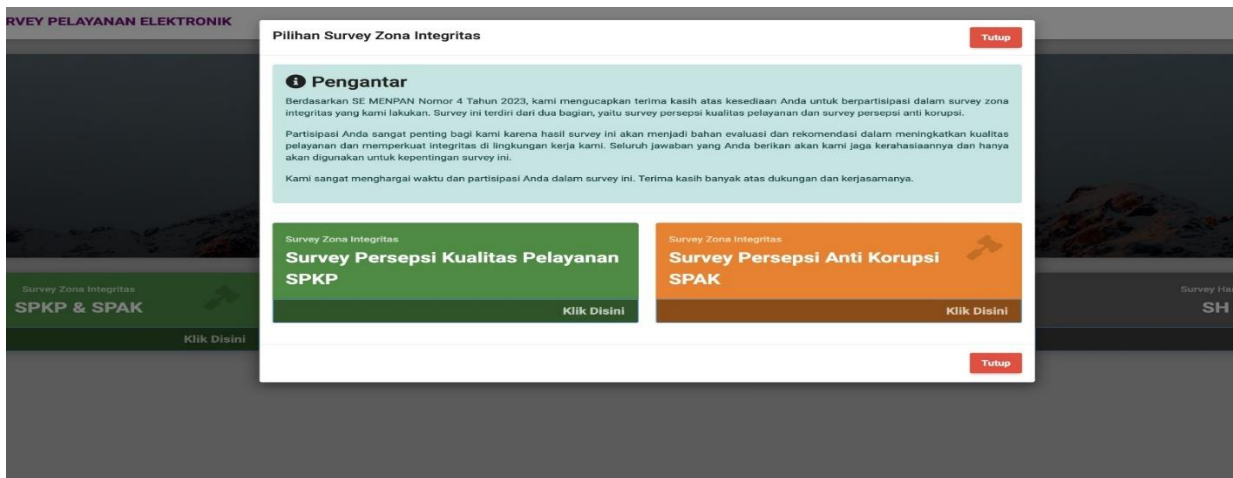 RVEY PELAYANAN ELEKTRONIK
Pilihan Survey Zona Integritas
Tutup
Pengantar
Berdasarkan SE MENPAN Nomor 4 Tahun 2023, kami mengucapkan terima kasih atas kesediaan Anda untuk berpartisipasi dalam survey zona
integritas yang kami lakukan. Survey ini terdiri dari dua bagian, yaitu survey persepsi kualitas pelayanan dan survey persepsi anti korupsi.
Partisipasi Anda sangat penting bagi kami karena hasil survey ini akan menjadi bahan evaluasi dan rekomendasi dalam meningkatkan kualitas
pelayanan dan memperkuat integritas di lingkungan kerja kami. Seluruh jawaban yang Anda berikan akan kami jaga kerahasiaannya dan hanya
akan digunakan untuk kepentingan survey ini.
Kami sangat menghargai waktu dan partisipasi Anda dalam survey ini. Terima kasih banyak atas dukungan dan kerjasamanya.
Survey Zona Integritas
Survey Persepsi Kualitas Pelayanan
SPKP
Klik Disini
Survey Zona Integritas
Survey Persepsi Anti Korupsi
SPAK
Klik Disini
Survey Zona Integritas
SPKP & SPAK
Klik Disini
Survey Ha
SH
Tutup